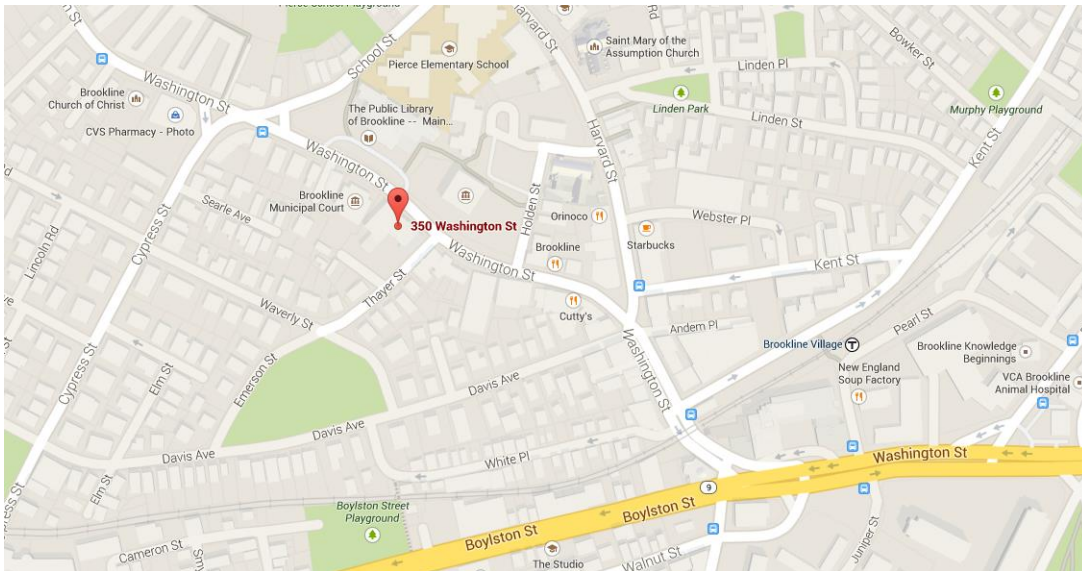 Pierce School Playground
Washington St
School St
Harvard St
Rd
Bowker St
Saint Mary of the
Assumption Church
Pierce Elementary School
Linden Pl
Washington St
Brookline
Church of Christ
The Public Library
of Brookline -- Main...
Linden Park
Murphy Playground
CVS Pharmacy - Photo
Linden St
Kent St
Washington St
Harvard St
Rd
Brookline
Municipal Court
Searle Ave
Holden St
Orinoco
Webster Pl
350 Washington St
Lincoln Rd
Cypress St
Starbucks
Brookline
Washington St
Kent St
Thayer St
Ave
Waverly St
Cutty's
Andem Pl
Pearl St
Brookline Village
T
Brookline Knowledge
Beginnings
Washington St
New England
Soup Factory
VCA Brookline
Animal Hospital
Cypress St
Elm St
Emerson St
Davis Ave
Davis Ave
Davis Ave
White Pl
Washington St
Elm St
9
Boylston Street
Playground
Boylston St
Boylston St
Cypress St
Cameron St
The Studio
Walnut St
Juniper St